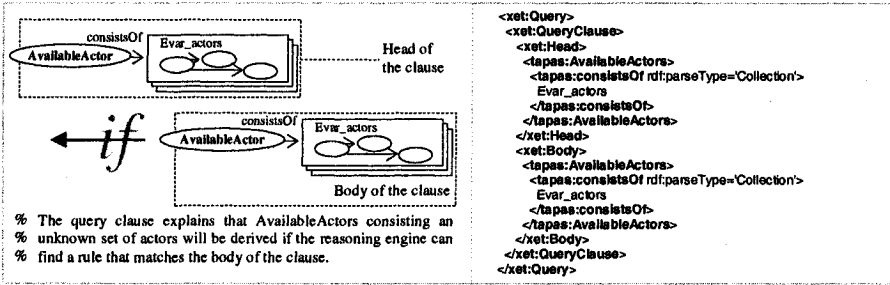 consistsOf
Evar_actors
AvailableActor
Head of
the clause
if
consistsOf
Evar_actors
AvailableActor
Body of the clause
% The query clause explains that AvailableActors consisting an
% unknown set of actors will be derived if the reasoning engine can
% find a rule that matches the body of the clause.
<xet:Query>
<xet:QueryClause>
<xet:Head>
<tapas:AvailableActors>
<tapas:consistsOf rdf:parseType='Collection'>
Evar_actors
</tapas:consistsOf>
</tapas:AvailableActors>
</xet:Head>
<xet:Body>
<tapas:AvailableActors>
<tapas:consistsOf rdf:parseType='Collection'>
Evar_actors
</tapas:consistsOf>
</tapas:AvailableActors>
</xet:Body>
</xet:QueryClause>
</xet:Query>